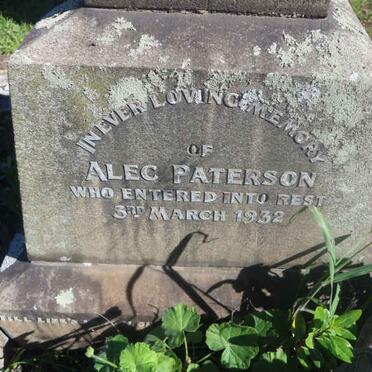 IN EVER LOVING MEMORY
OF
ALEC PATERSON
WHO ENTERED INTO REST
3RD MARCH 1932